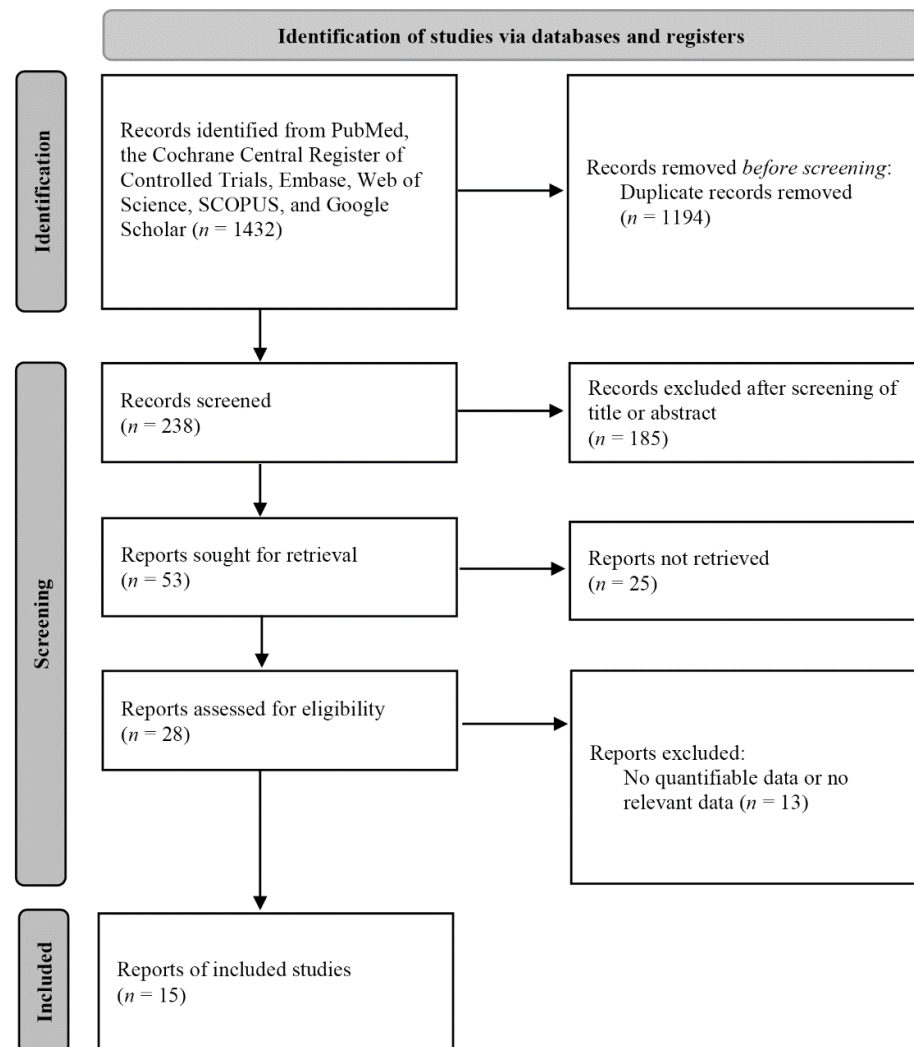 Identification of studies via databases and registers
Identification
Records identified from PubMed,
the Cochrane Central Register of
Controlled Trials, Embase, Web of
Science, SCOPUS, and Google
Scholar (n = 1432)
Records removed before screening:
Duplicate records removed
(n = 1194)
Screening
Records screened
(n = 238)
Records excluded after screening of
title or abstract
(n = 185)
Reports sought for retrieval
(n = 53)
Reports not retrieved
(n = 25)
Reports assessed for eligibility
(n = 28)
Reports excluded:
No quantifiable data or no
relevant data (n = 13)
Included
Reports of included studies
(n = 15)